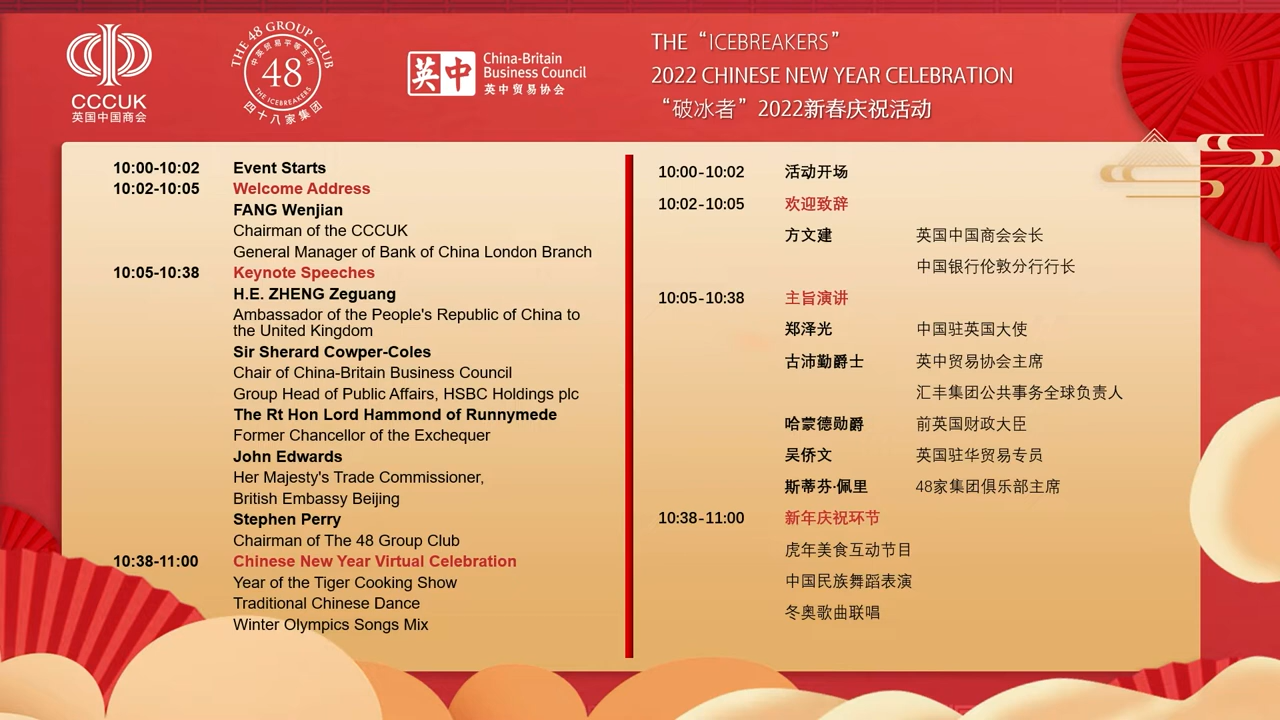 CCCUK
英国中国商会
THE 48 GROUP CLUB
中英贸易平等互利
48
THE ICEBREAKERS
四十八家集团
英中
China-Britain
Business Council
英中贸易协会
THE “ICEBREAKERS”
2022 CHINESE NEW YEAR CELEBRATION
“破冰者”2022新春庆祝活动
10:00-10:02 Event Starts
10:02-10:05 Welcome Address
FANG Wenjian
Chairman of the CCCUK
General Manager of Bank of China London Branch
10:05-10:38 Keynote Speeches
H.E. ZHENG Zeguang
Ambassador of the People's Republic of China to
the United Kingdom
Sir Sherard Cowper-Coles
Chair of China-Britain Business Council
Group Head of Public Affairs, HSBC Holdings plc
The Rt Hon Lord Hammond of Runnymede
Former Chancellor of the Exchequer
John Edwards
Her Majesty's Trade Commissioner,
British Embassy Beijing
Stephen Perry
Chairman of The 48 Group Club
10:38-11:00 Chinese New Year Virtual Celebration
Year of the Tiger Cooking Show
Traditional Chinese Dance
Winter Olympics Songs Mix
10:00-10:02 活动开场
10:02-10:05 欢迎致辞
方文建 英国中国商会会长
中国银行伦敦分行行长
10:05-10:38 主旨演讲
郑泽光 中国驻英国大使
古沛勤爵士 英中贸易协会主席
汇丰集团公共事务全球负责人
哈蒙德勋爵 前英国财政大臣
吴侨文 英国驻华贸易专员
斯蒂芬·佩里 48家集团俱乐部主席
10:38-11:00 新年庆祝环节
虎年美食互动节目
中国民族舞蹈表演
冬奥歌曲联唱